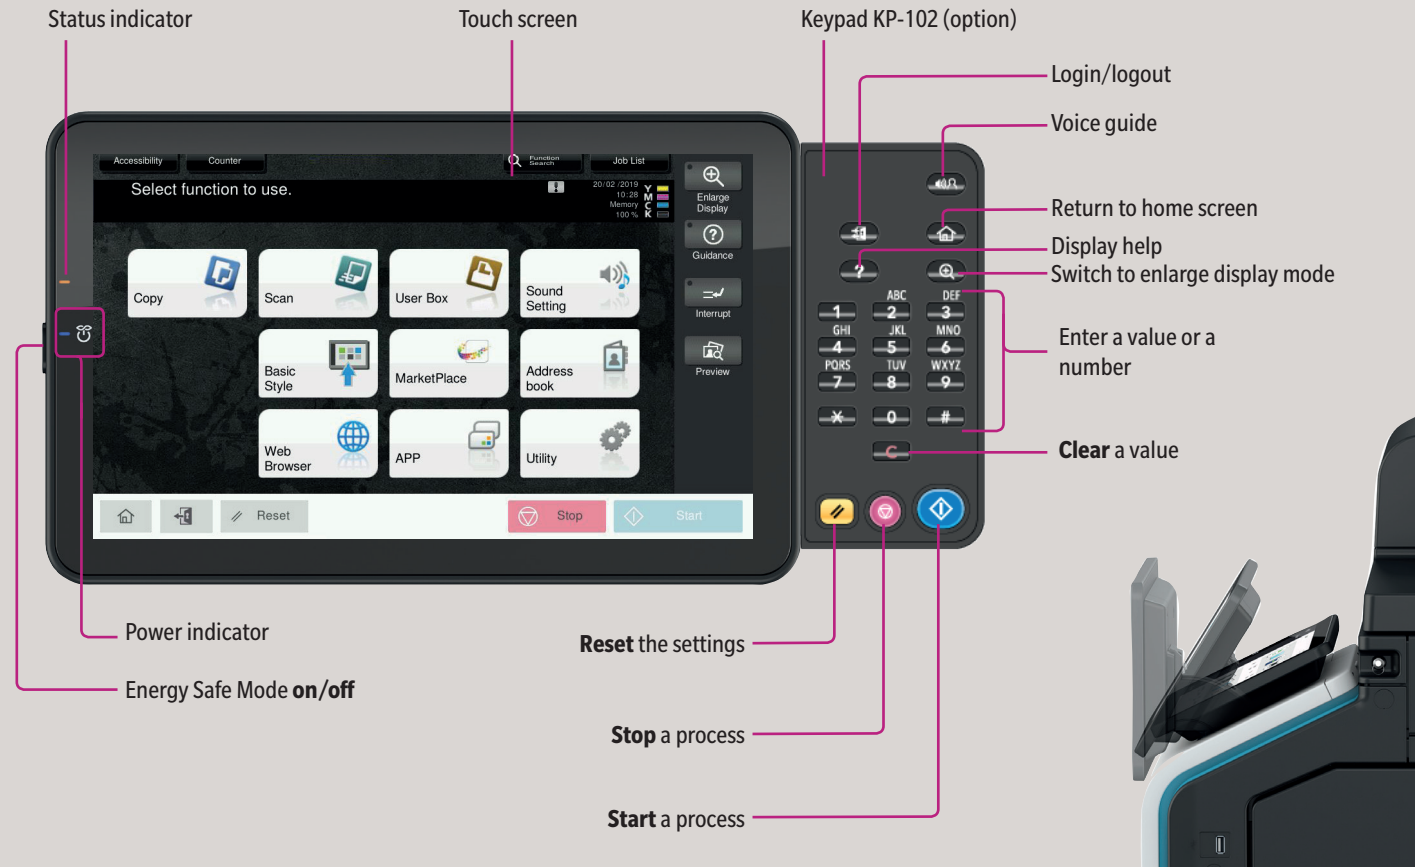 Status indicator
Touch screen
Keypad KP-102 (option)
Login/logout
Voice guide
Return to home screen
Display help
Switch to enlarge display mode
Enter a value or a
number
Clear a value
Accessibility
Counter
Function
Search
Job List
Select function to use.
20/02 /2019
10:28
Memory
100 %
Y
M
C
K
Enlarge
Display
Guidance
Interrupt
Preview
Copy
Scan
User Box
Sound
Setting
Basic
Style
MarketPlace
Address
book
Web
Browser
APP
Utility
Reset
Stop
Start
?
ABC DEF
1 2 3
GHI JKL MNO
4 5 6
PQRS TUV WXYZ
7 8 9
* 0 #
C
Power indicator
Energy Safe Mode on/off
Reset the settings
Stop a process
Start a process